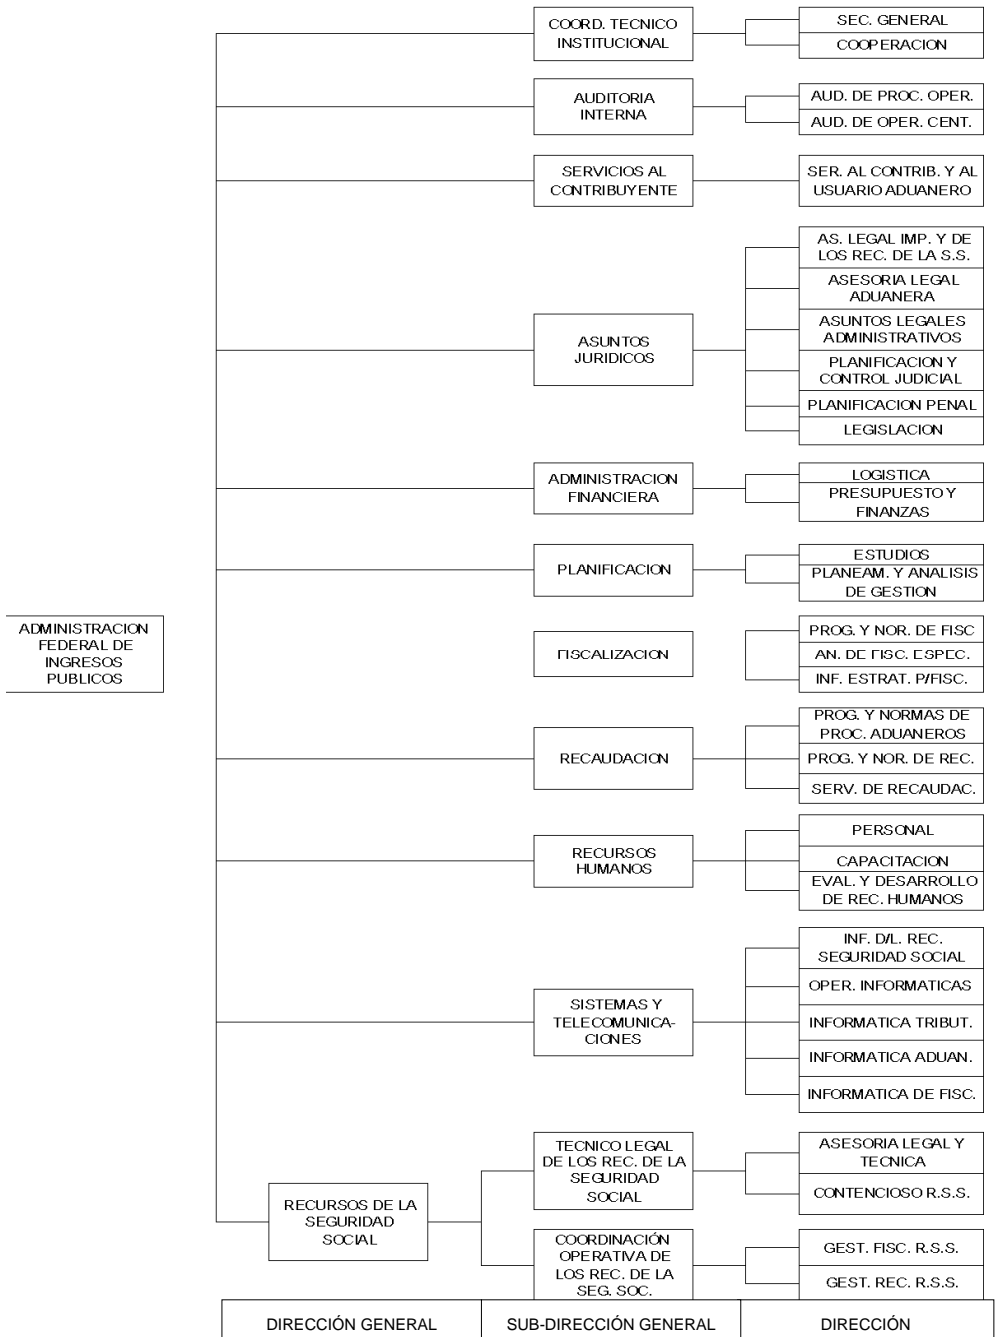 COORD. TECNICO
INSTITUCIONAL
SEC. GENERAL
COOPERACION
AUDITORIA
INTERNA
AUD. DE PROC. OPER.
AUD. DE OPER. CENT.
SERVICIOS AL
CONTRIBUYENTE
SER. AL CONTRIB. Y AL
USUARIO ADUANERO
ASUNTOS
JURIDICOS
AS. LEGAL IMP. Y DE
LOS REC. DE LA S.S.
ASESORIA LEGAL
ADUANERA
ASUNTOS LEGALES
ADMINISTRATIVOS
PLANIFICACION Y
CONTROL JUDICIAL
PLANIFICACION PENAL
LEGISLACION
ADMINISTRACION
FINANCIERA
LOGISTICA
PRESUPUESTO Y
FINANZAS
PLANIFICACION
ESTUDIOS
PLANEAM. Y ANALISIS
DE GESTION
ADMINISTRACION
FEDERAL DE
INGRESOS
PUBLICOS
FISCALIZACION
PROG. Y NOR. DE FISC
AN. DE FISC. ESPEC.
INF. ESTRAT. P/FISC.
RECAUDACION
PROG. Y NORMAS DE
PROC. ADUANEROS
PROG. Y NOR. DE REC.
SERV. DE RECAUDAC.
RECURSOS
HUMANOS
PERSONAL
CAPACITACION
EVAL. Y DESARROLLO
DE REC. HUMANOS
SISTEMAS Y
TELECOMUNICA-
CIONES
INF. D/L. REC.
SEGURIDAD SOCIAL
OPER. INFORMATICAS
INFORMATICA TRIBUT.
INFORMATICA ADUAN.
INFORMATICA DE FISC.
RECURSOS DE LA
SEGURIDAD
SOCIAL
TECNICO LEGAL
DE LOS REC. DE LA
SEGURIDAD
SOCIAL
ASESORIA LEGAL Y
TECNICA
CONTENCIOSO R.S.S.
COORDINACIÓN
OPERATIVA DE
LOS REC. DE LA
SEG. SOC.
GEST. FISC. R.S.S.
GEST. REC. R.S.S.
DIRECCIÓN GENERAL
SUB-DIRECCIÓN GENERAL
DIRECCIÓN